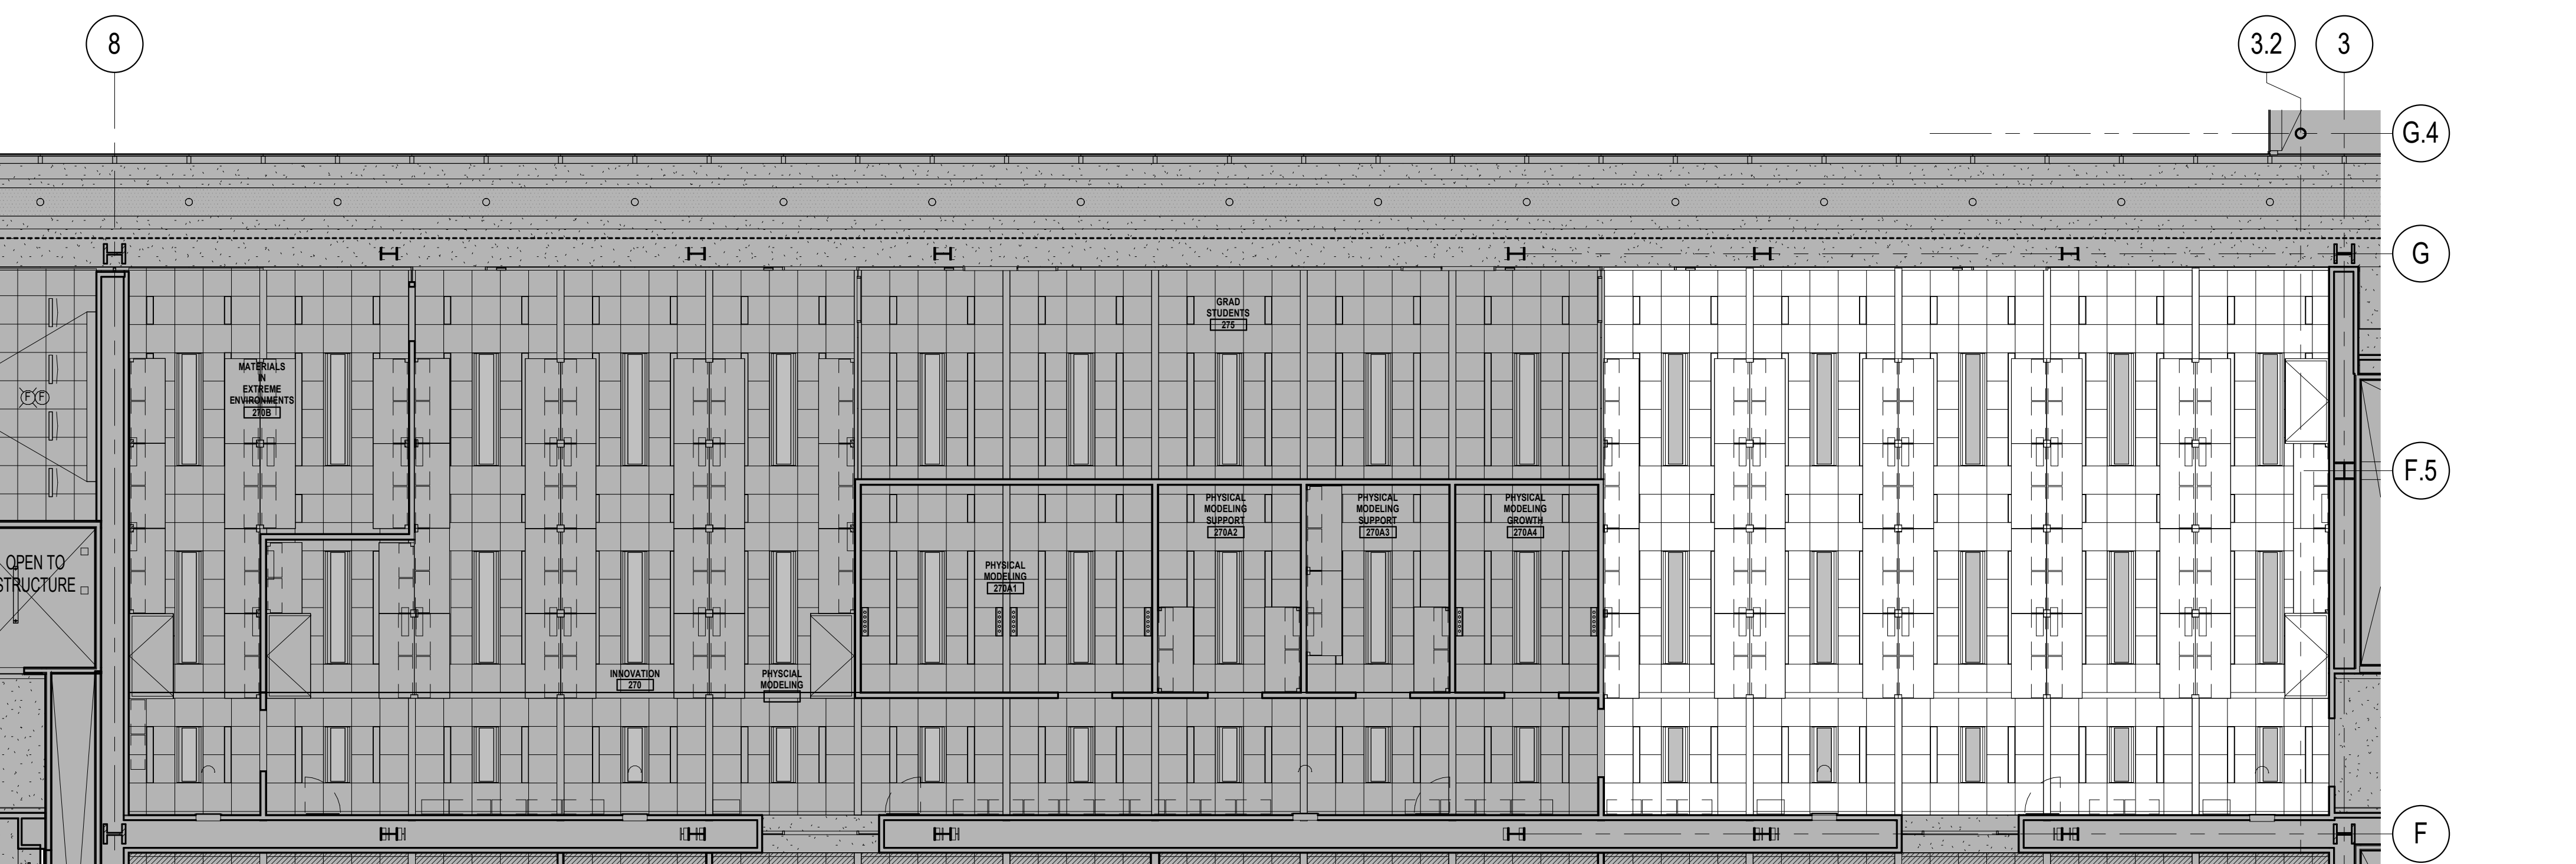 8
3.2
3
G.4
G
GRAD
STUDENTS
275
MATERIALS
IN
EXTREME
ENVIRONMENTS
270B
F F
F.5
PHYSICAL
MODELING
SUPPORT
270A2
PHYSICAL
MODELING
SUPPORT
270A3
PHYSICAL
MODELING
GROWTH
270A4
OPEN TO
STRUCTURE
PHYSICAL
MODELING
270A1
INNOVATION
270
PHYSCIAL
MODELING
F